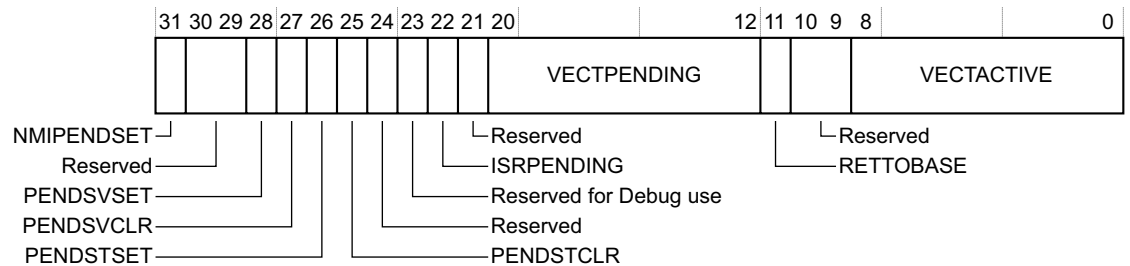 31 30 29 28 27 26 25 24 23 22 21 20 12 11 10 9 8 0
VECTPENDING VECTACTIVE
NMIPENDSET Reserved Reserved
Reserved ISRPENDING RETTOBASE
PENDSVSET Reserved for Debug use
PENDSVCLR Reserved
PENDSTSET PENDSTCLR